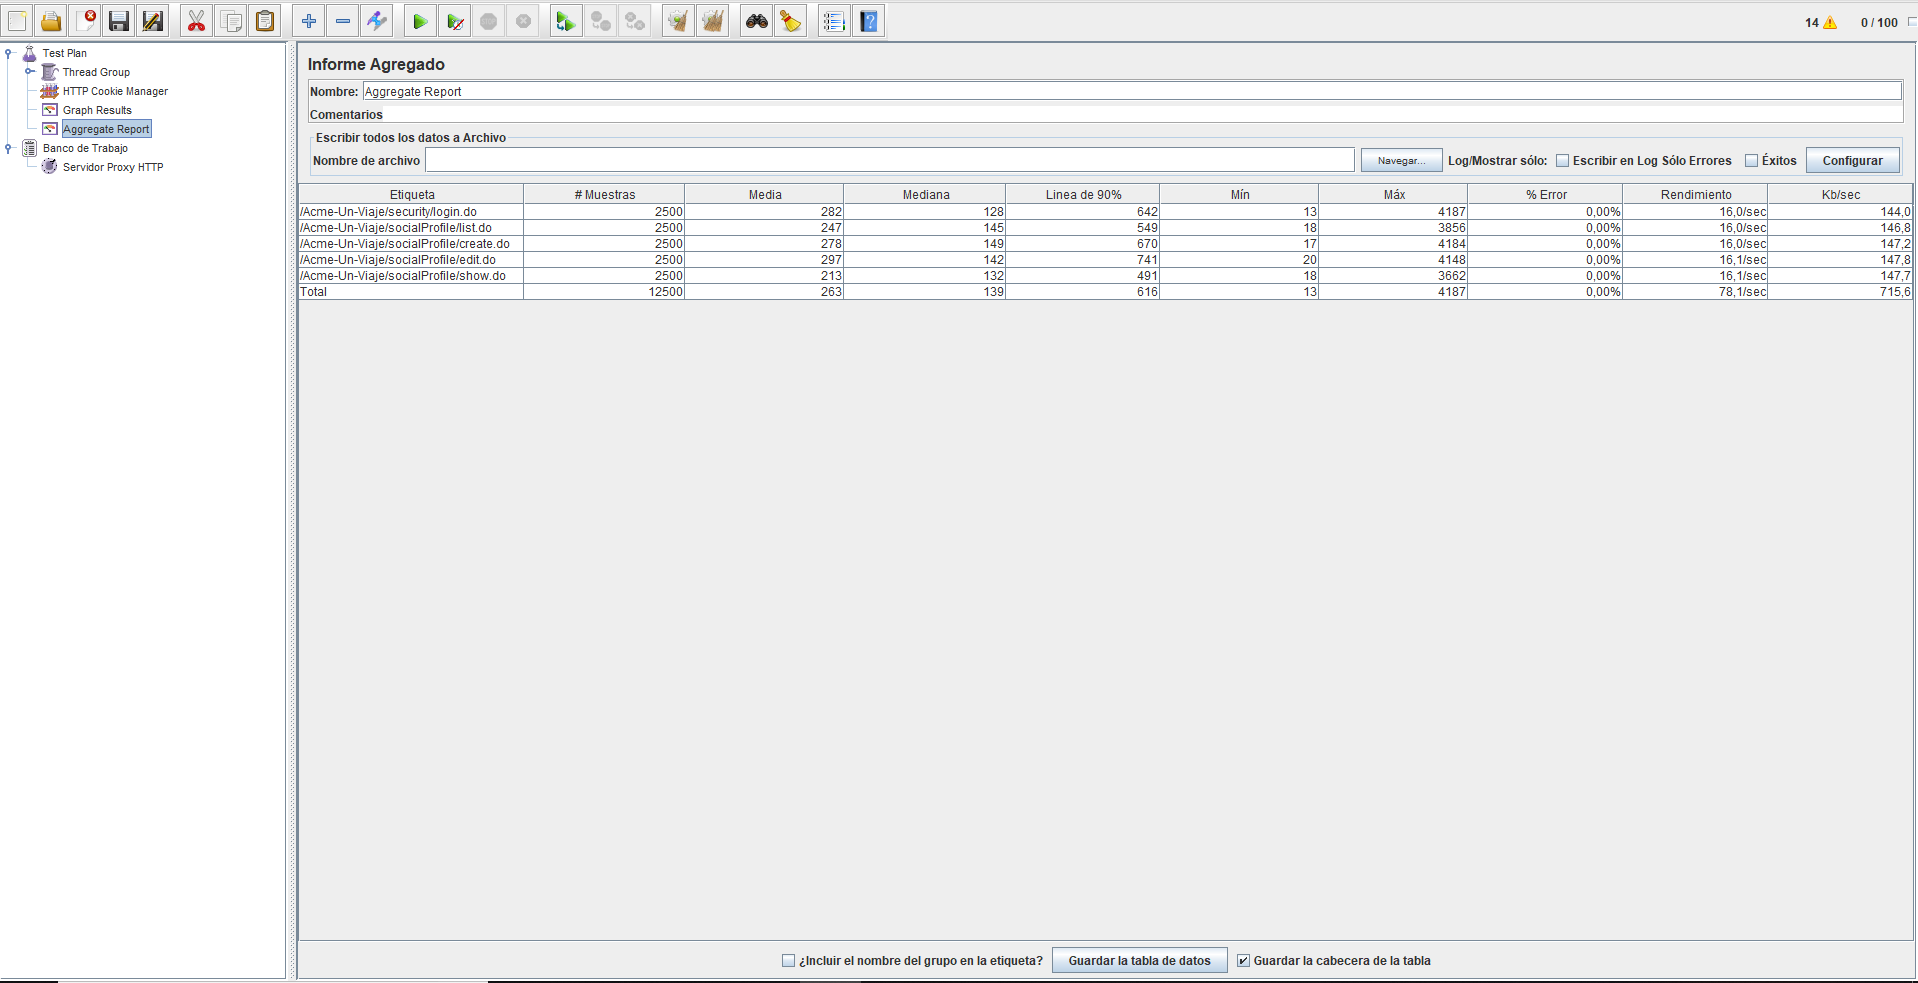 14 0 / 100
Test Plan
Thread Group
HTTP Cookie Manager
Graph Results
Aggregate Report
Banco de Trabajo
Servidor Proxy HTTP
Informe Agregado
Nombre: Aggregate Report
Comentarios
Escribir todos los datos a Archivo
Nombre de archivo Navegar... Log/Mostrar sólo: Escribir en Log Sólo Errores Éxitos Configurar
Etiqueta # Muestras Media Mediana Linea de 90% Mín Máx % Error Rendimiento Kb/sec
/Acme-Un-Viaje/security/login.do 2500 282 128 642 13 4187 0,00% 16,0/sec 144,0
/Acme-Un-Viaje/socialProfile/list.do 2500 247 145 549 18 3856 0,00% 16,0/sec 146,8
/Acme-Un-Viaje/socialProfile/create.do 2500 278 149 670 17 4184 0,00% 16,0/sec 147,2
/Acme-Un-Viaje/socialProfile/edit.do 2500 297 142 741 20 4148 0,00% 16,1/sec 147,8
/Acme-Un-Viaje/socialProfile/show.do 2500 213 132 491 18 3662 0,00% 16,1/sec 147,7
Total 12500 263 139 616 13 4187 0,00% 78,1/sec 715,6
¿Incluir el nombre del grupo en la etiqueta? Guardar la tabla de datos Guardar la cabecera de la tabla